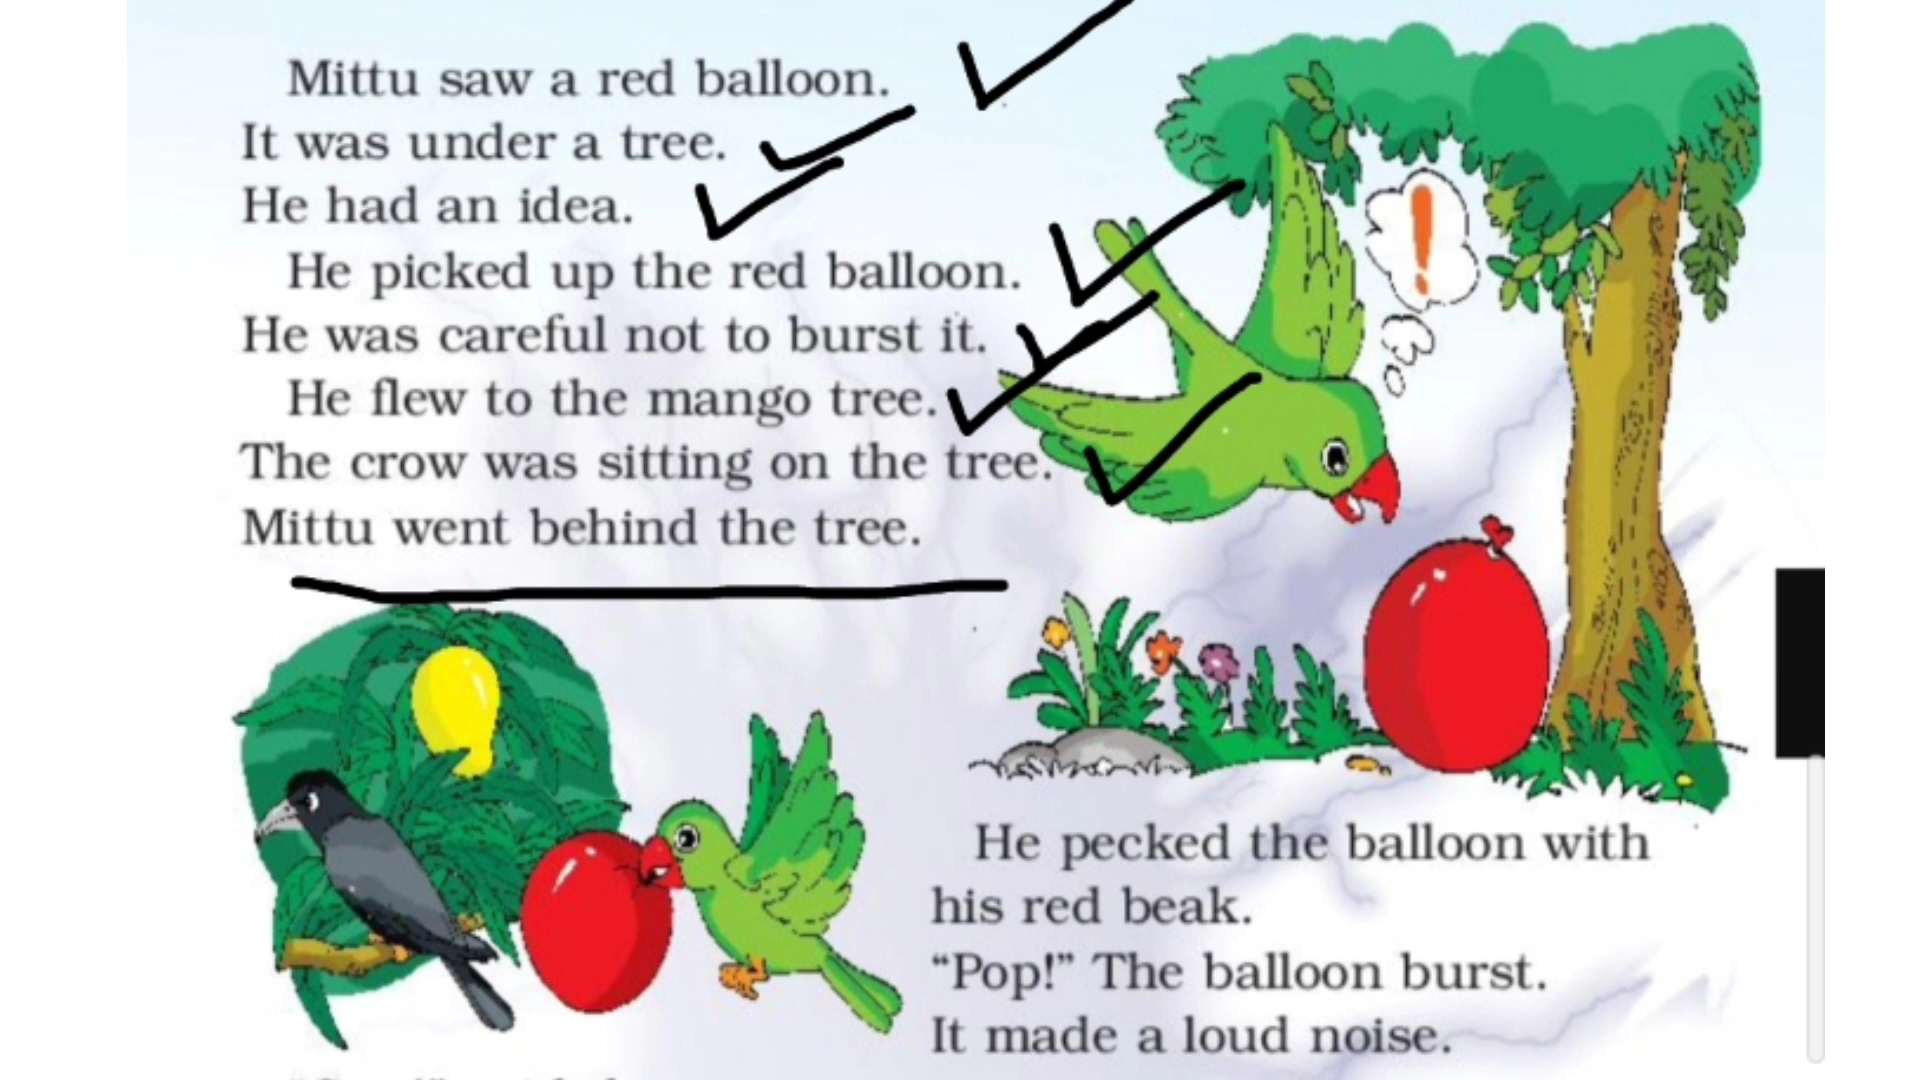 Mittu saw a red balloon.
It was under a tree.
He had an idea.
He picked up the red balloon.
He was careful not to burst it.
He flew to the mango tree.
The crow was sitting on the tree.
Mittu went behind the tree.
He pecked the balloon with
his red beak.
“Pop!” The balloon burst.
It made a loud noise.